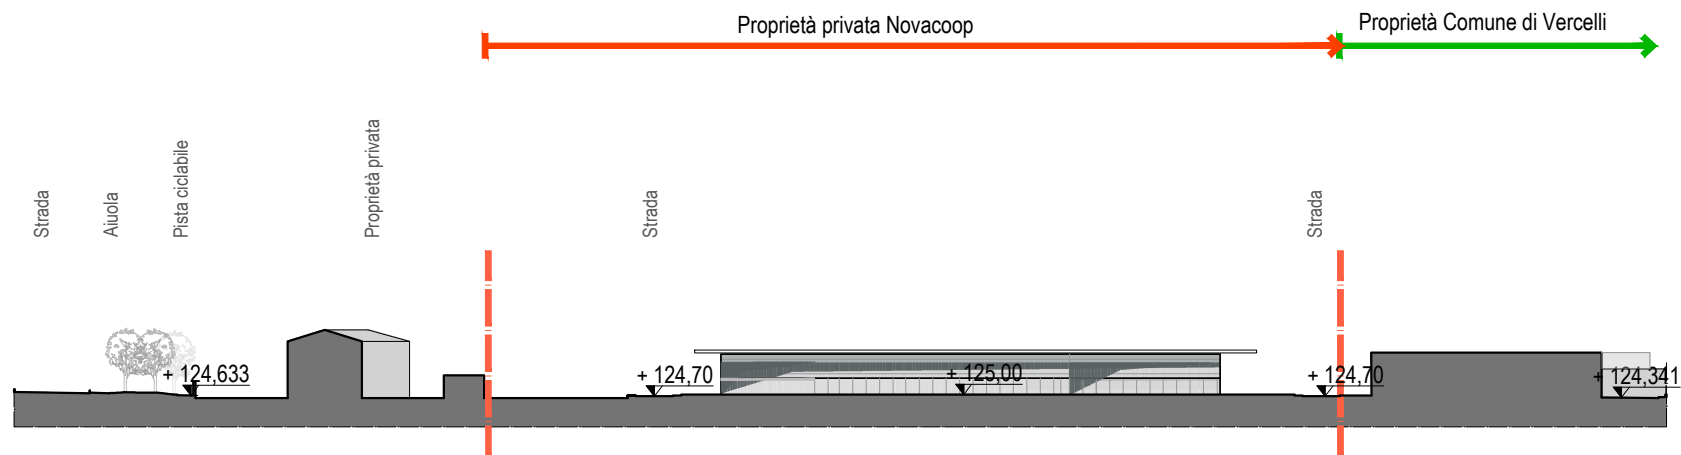 Proprietà privata Novacoop
Proprietà Comune di Vercelli
Strada
Aiuola
Pista ciclabile
Proprietà privata
Strada
Strada
+ 124,633
+ 124,70
+ 125,00
+ 124,70
+ 124,341